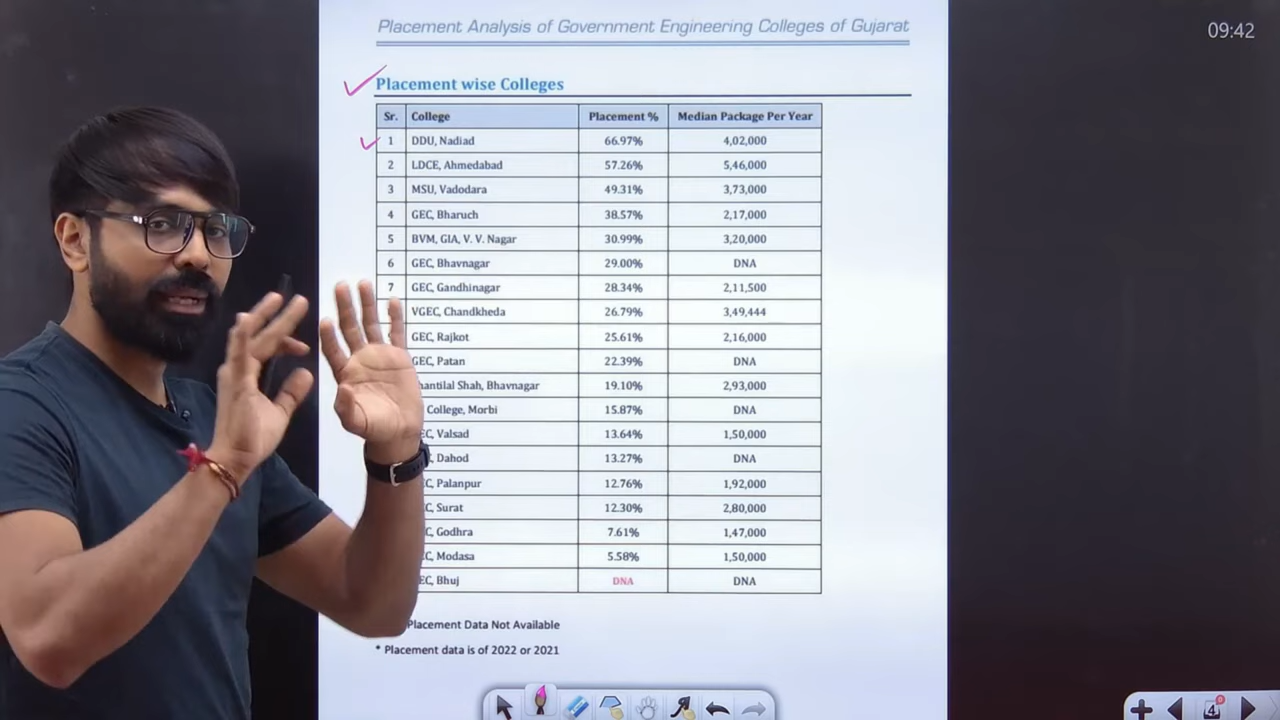 Placement Analysis of Government Engineering Colleges of Gujarat
09:42
Placement wise Colleges
Sr. College Placement % Median Package Per Year
1 DDU, Nadiad 66.97% 4,02,000
2 LDCE, Ahmedabad 57.26% 5,46,000
3 MSU, Vadodara 49.31% 3,73,000
4 GEC, Bharuch 38.57% 2,17,000
5 BVM, GIA, V. V. Nagar 30.99% 3,20,000
6 GEC, Bhavnagar 29.00% DNA
7 GEC, Gandhinagar 28.34% 2,11,500
VGEC, Chandkheda 26.79% 3,49,444
GEC, Rajkot 25.61% 2,16,000
GEC, Patan 22.39% DNA
hantilal Shah, Bhavnagar 19.10% 2,93,000
College, Morbi 15.87% DNA
EC, Valsad 13.64% 1,50,000
C, Dahod 13.27% DNA
C, Palanpur 12.76% 1,92,000
C, Surat 12.30% 2,80,000
C, Godhra 7.61% 1,47,000
C, Modasa 5.58% 1,50,000
EC, Bhuj DNA DNA
Placement Data Not Available
* Placement data is of 2022 or 2021
4